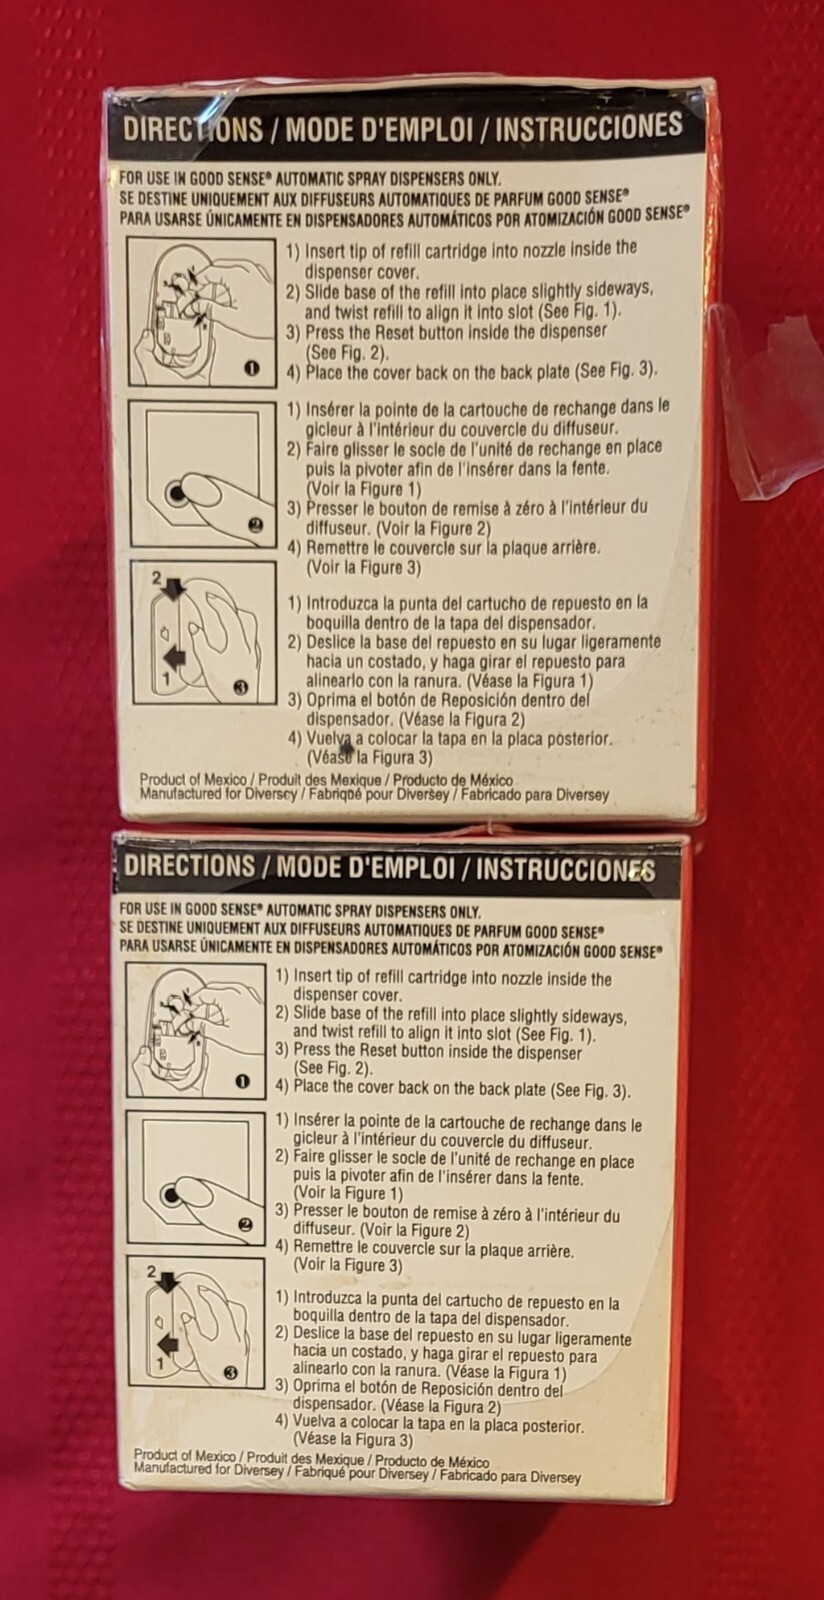 DIRECTIONS / MODE D'EMPLOI / INSTRUCCIONES
FOR USE IN GOOD SENSE® AUTOMATIC SPRAY DISPENSERS ONLY.
SE DESTINE UNIQUEMENT AUX DIFFUSEURS AUTOMATIQUES DE PARFUM GOOD SENSE®
PARA USARSE ÚNICAMENTE EN DISPENSADORES AUTOMÁTICOS POR ATOMIZACIÓN GOOD SENSE®
1) Insert tip of refill cartridge into nozzle inside the
dispenser cover.
2) Slide base of the refill into place slightly sideways,
and twist refill to align it into slot (See Fig. 1).
3) Press the Reset button inside the dispenser
(See Fig. 2).
4) Place the cover back on the back plate (See Fig. 3).
1
1) Insérer la pointe de la cartouche de rechange dans le
gicleur à l'intérieur du couvercle du diffuseur.
2) Faire glisser le socle de l'unité de rechange en place
puis la pivoter afin de l'insérer dans la fente.
(Voir la Figure 1)
3) Presser le bouton de remise à zéro à l'intérieur du
diffuseur. (Voir la Figure 2)
4) Remettre le couvercle sur la plaque arrière.
(Voir la Figure 3)
2
1) Introduzca la punta del cartucho de repuesto en la
boquilla dentro de la tapa del dispensador.
2) Deslice la base del repuesto en su lugar ligeramente
hacia un costado, y haga girar el repuesto para
alinearlo con la ranura. (Véase la Figura 1)
3) Oprima el botón de Reposición dentro del
dispensador. (Véase la Figura 2)
4) Vuelva a colocar la tapa en la placa posterior.
(Véase la Figura 3)
2
1
3
Product of Mexico / Produit des Mexique / Producto de México
Manufactured for Diversey / Fabriqué pour Diversey / Fabricado para Diversey
DIRECTIONS / MODE D'EMPLOI / INSTRUCCIONES
FOR USE IN GOOD SENSE® AUTOMATIC SPRAY DISPENSERS ONLY.
SE DESTINE UNIQUEMENT AUX DIFFUSEURS AUTOMATIQUES DE PARFUM GOOD SENSE®
PARA USARSE ÚNICAMENTE EN DISPENSADORES AUTOMÁTICOS POR ATOMIZACIÓN GOOD SENSE®
1) Insert tip of refill cartridge into nozzle inside the
dispenser cover.
2) Slide base of the refill into place slightly sideways,
and twist refill to align it into slot (See Fig. 1).
3) Press the Reset button inside the dispenser
(See Fig. 2).
4) Place the cover back on the back plate (See Fig. 3).
1
1) Insérer la pointe de la cartouche de rechange dans le
gicleur à l'intérieur du couvercle du diffuseur.
2) Faire glisser le socle de l'unité de rechange en place
puis la pivoter afin de l'insérer dans la fente.
(Voir la Figure 1)
3) Presser le bouton de remise à zéro à l'intérieur du
diffuseur. (Voir la Figure 2)
4) Remettre le couvercle sur la plaque arrière.
(Voir la Figure 3)
2
1) Introduzca la punta del cartucho de repuesto en la
boquilla dentro de la tapa del dispensador.
2) Deslice la base del repuesto en su lugar ligeramente
hacia un costado, y haga girar el repuesto para
alinearlo con la ranura. (Véase la Figura 1)
3) Oprima el botón de Reposición dentro del
dispensador. (Véase la Figura 2)
4) Vuelva a colocar la tapa en la placa posterior.
(Véase la Figura 3)
2
1
3
Product of Mexico / Produit des Mexique / Producto de México
Manufactured for Diversey / Fabriqué pour Diversey / Fabricado para Diversey